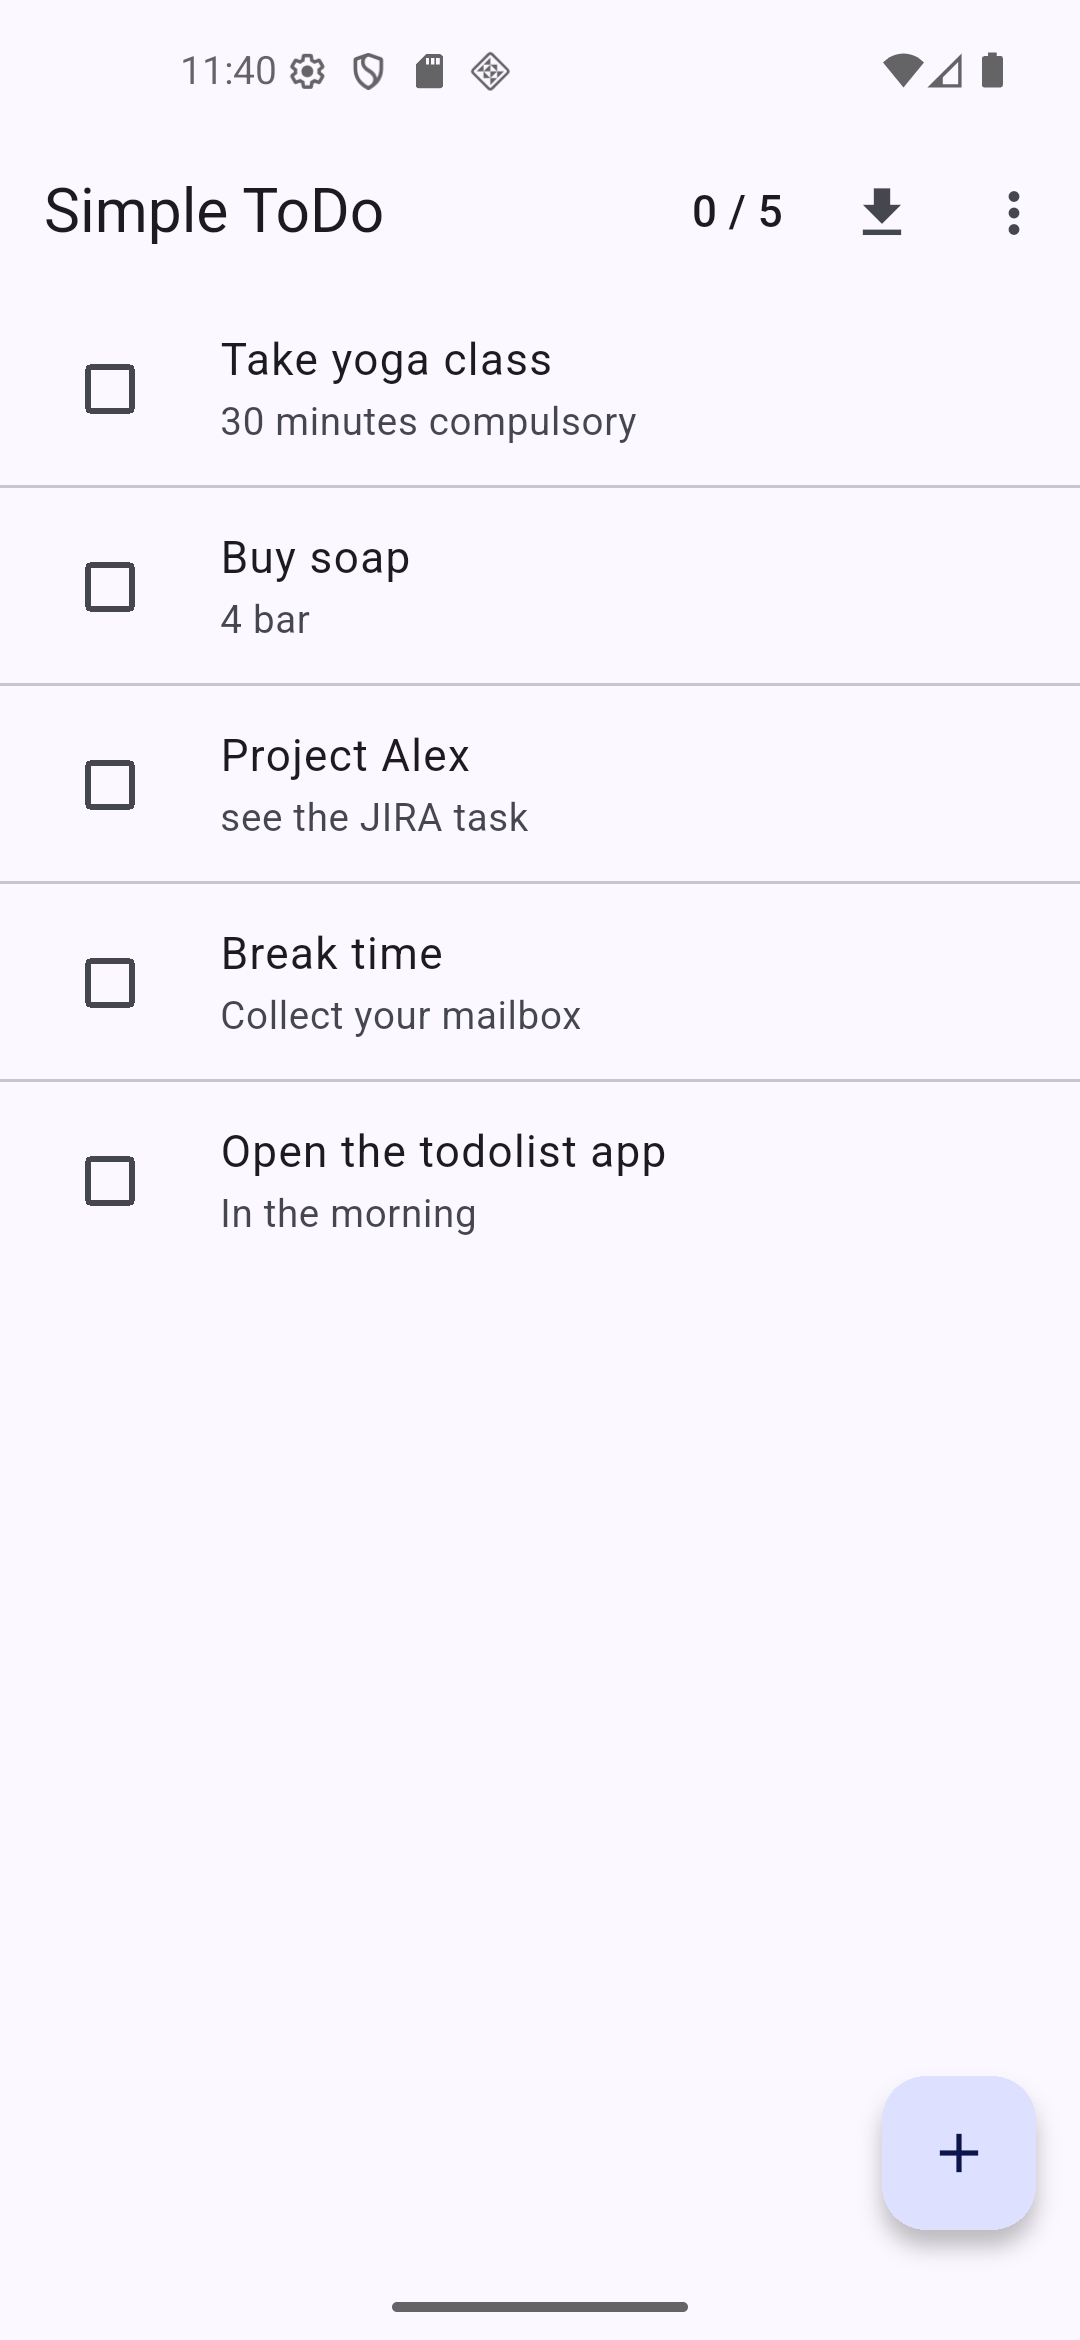 11:40
Simple ToDo
0 / 5
Take yoga class
30 minutes compulsory
Buy soap
4 bar
Project Alex
see the JIRA task
Break time
Collect your mailbox
Open the todolist app
In the morning